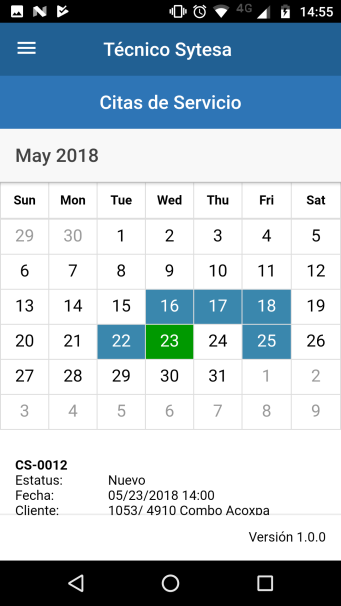 4G 14:55
Técnico Sytesa
Citas de Servicio
May 2018
Sun Mon Tue Wed Thu Fri Sat
29 30 1 2 3 4 5
6 7 8 9 10 11 12
13 14 15 16 17 18 19
20 21 22 23 24 25 26
27 28 29 30 31 1 2
3 4 5 6 7 8 9
CS-0012
Estatus: Nuevo
Fecha: 05/23/2018 14:00
Cliente: 1053/ 4910 Combo Acoxpa
Versión 1.0.0